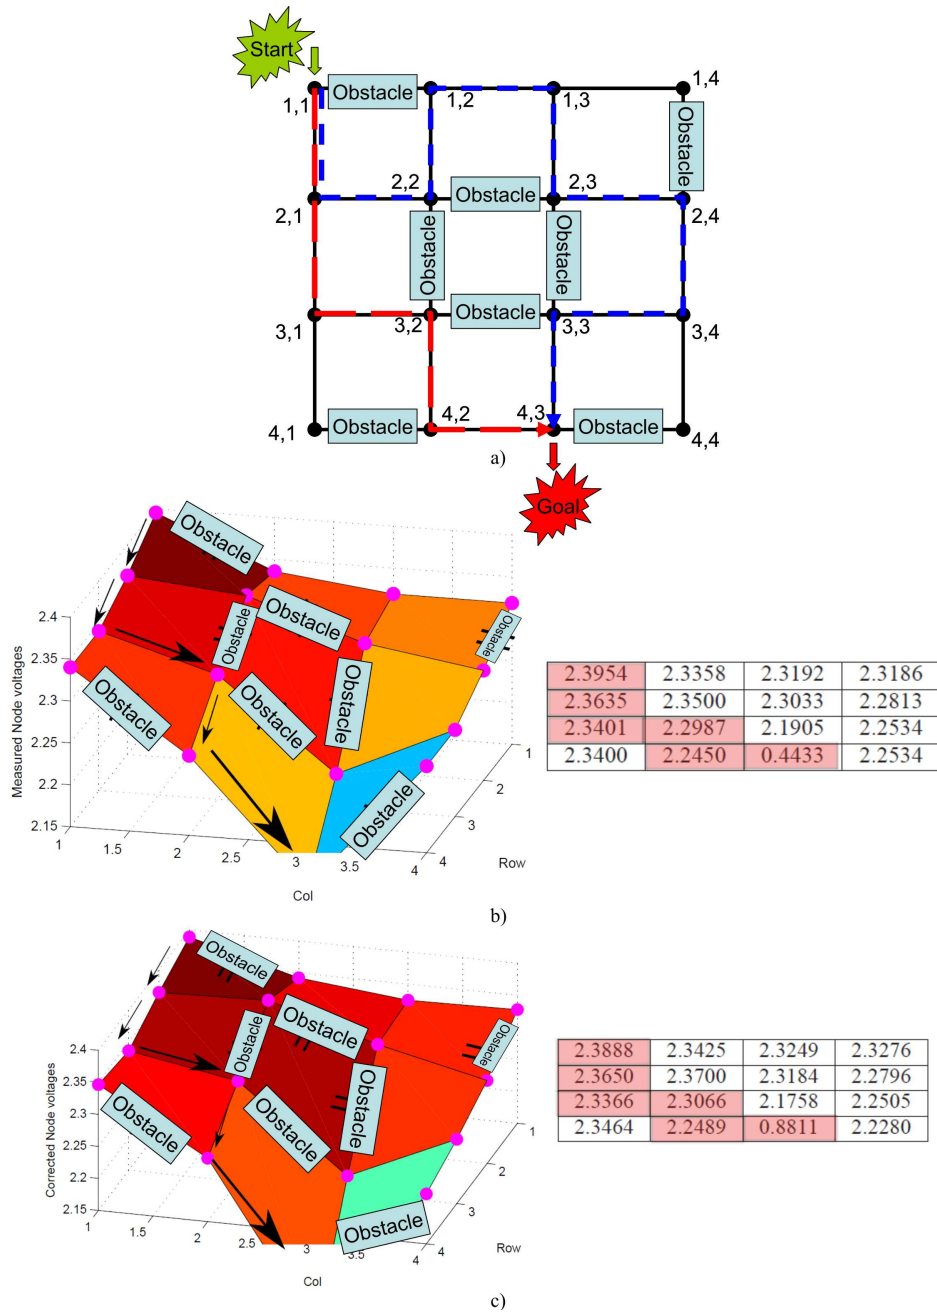 Start
1,1
Obstacle
1,2
1,3
1,4
Obstacle
2,1
2,2
Obstacle
2,3
2,4
Obstacle
Obstacle
3,1
3,2
Obstacle
3,3
3,4
4,1
Obstacle
4,2
4,3
Obstacle
4,4
a)
Goal
Obstacle
Obstacle
Obstacle
Obstacle
Obstacle
Obstacle
Obstacle
Obstacle
Measured Node voltages
2.4
2.35
2.3
2.25
2.2
2.15
1
1.5
2
2.5
3
3.5
4
Col
1
2
3
4
Row
2.3954 2.3358 2.3192 2.3186
2.3635 2.3500 2.3033 2.2813
2.3401 2.2987 2.1905 2.2534
2.3400 2.2450 0.4433 2.2534
b)
Obstacle
Obstacle
Obstacle
Obstacle
Obstacle
Obstacle
Obstacle
Obstacle
Corrected Node voltages
2.4
2.35
2.3
2.25
2.2
2.15
1
1.5
2
2.5
3
3.5
4
Col
1
2
3
4
Row
2.3888 2.3425 2.3249 2.3276
2.3650 2.3700 2.3184 2.2796
2.3366 2.3066 2.1758 2.2505
2.3464 2.2489 0.8811 2.2280
c)